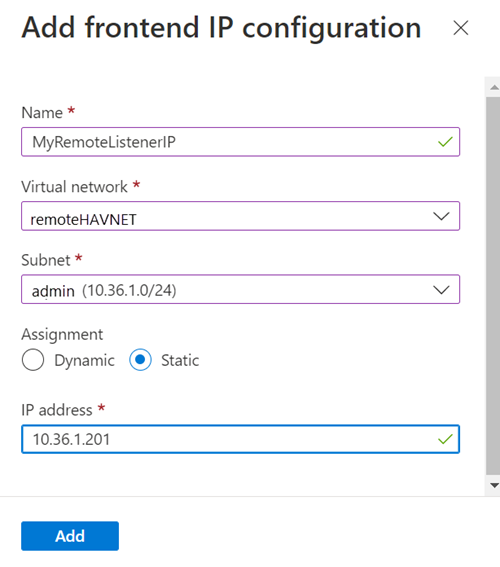 Add frontend IP configuration
Name *
MyRemoteListenerIP
Virtual network *
remoteHAVNET
Subnet *
admin (10.36.1.0/24)
Assignment
Dynamic Static
IP address *
10.36.1.201
Add